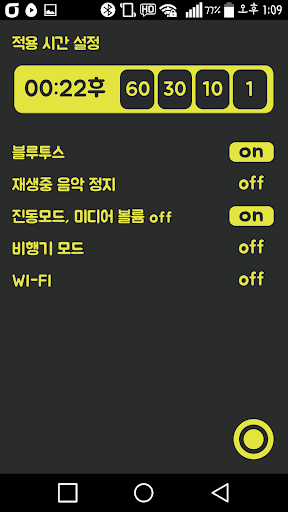 HD 77% 오후 1:09
적용 시간 설정
00:22후 60 30 10 1
블루투스 on
재생중 음악 정지 off
진동모드, 미디어 볼륨 off on
비행기 모드 off
WI-FI off